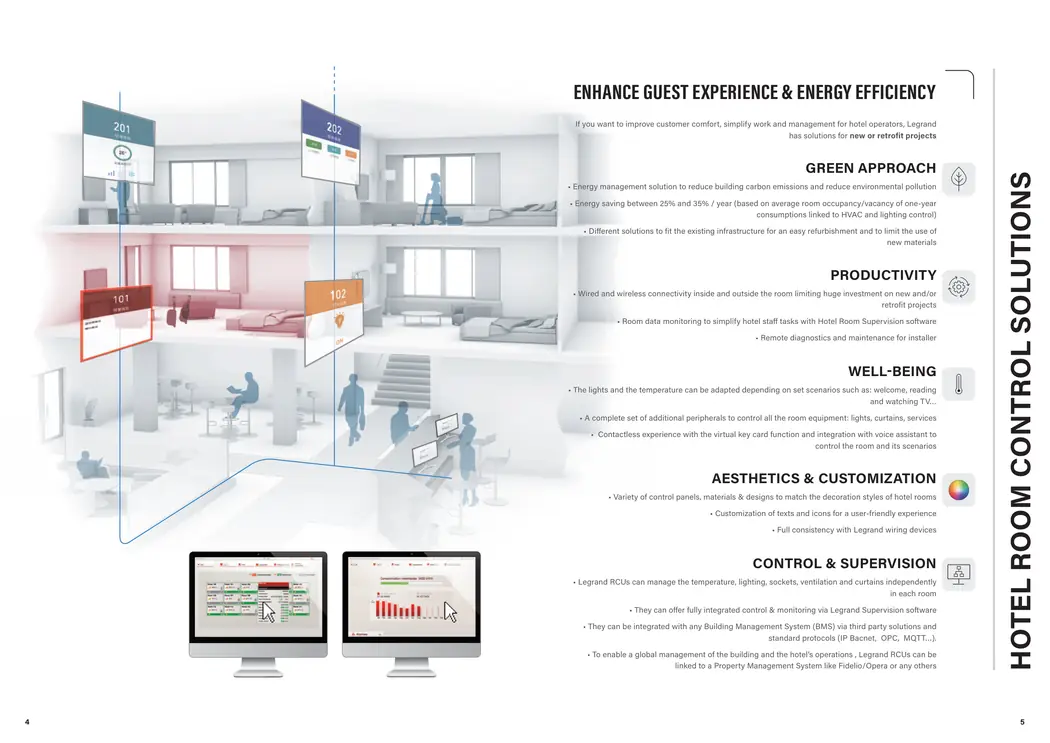 201
202
101
102
ENHANCE GUEST EXPERIENCE & ENERGY EFFICIENCY
If you want to improve customer comfort, simplify work and management for hotel operators, Legrand
has solutions for new or retrofit projects
GREEN APPROACH
• Energy management solution to reduce building carbon emissions and reduce environmental pollution
• Energy saving between 25% and 35% / year (based on average room occupancy/vacancy of one-year
consumptions linked to HVAC and lighting control)
• Different solutions to fit the existing infrastructure for an easy refurbishment and to limit the use of
new materials
PRODUCTIVITY
• Wired and wireless connectivity inside and outside the room limiting huge investment on new and/or
retrofit projects
• Room data monitoring to simplify hotel staff tasks with Hotel Room Supervision software
• Remote diagnostics and maintenance for installer
WELL-BEING
• The lights and the temperature can be adapted depending on set scenarios such as: welcome, reading
and watching TV...
• A complete set of additional peripherals to control all the room equipment: lights, curtains, services
• Contactless experience with the virtual key card function and integration with voice assistant to
control the room and its scenarios
AESTHETICS & CUSTOMIZATION
• Variety of control panels, materials & designs to match the decoration styles of hotel rooms
• Customization of texts and icons for a user-friendly experience
• Full consistency with Legrand wiring devices
CONTROL & SUPERVISION
• Legrand RCUs can manage the temperature, lighting, sockets, ventilation and curtains independently
in each room
• They can offer fully integrated control & monitoring via Legrand Supervision software
• They can be integrated with any Building Management System (BMS) via third party solutions and
standard protocols (IP Bacnet, OPC, MQTT...).
• To enable a global management of the building and the hotel's operations , Legrand RCUs can be
linked to a Property Management System like Fidelio/Opera or any others
HOTEL ROOM CONTROL SOLUTIONS
4
5